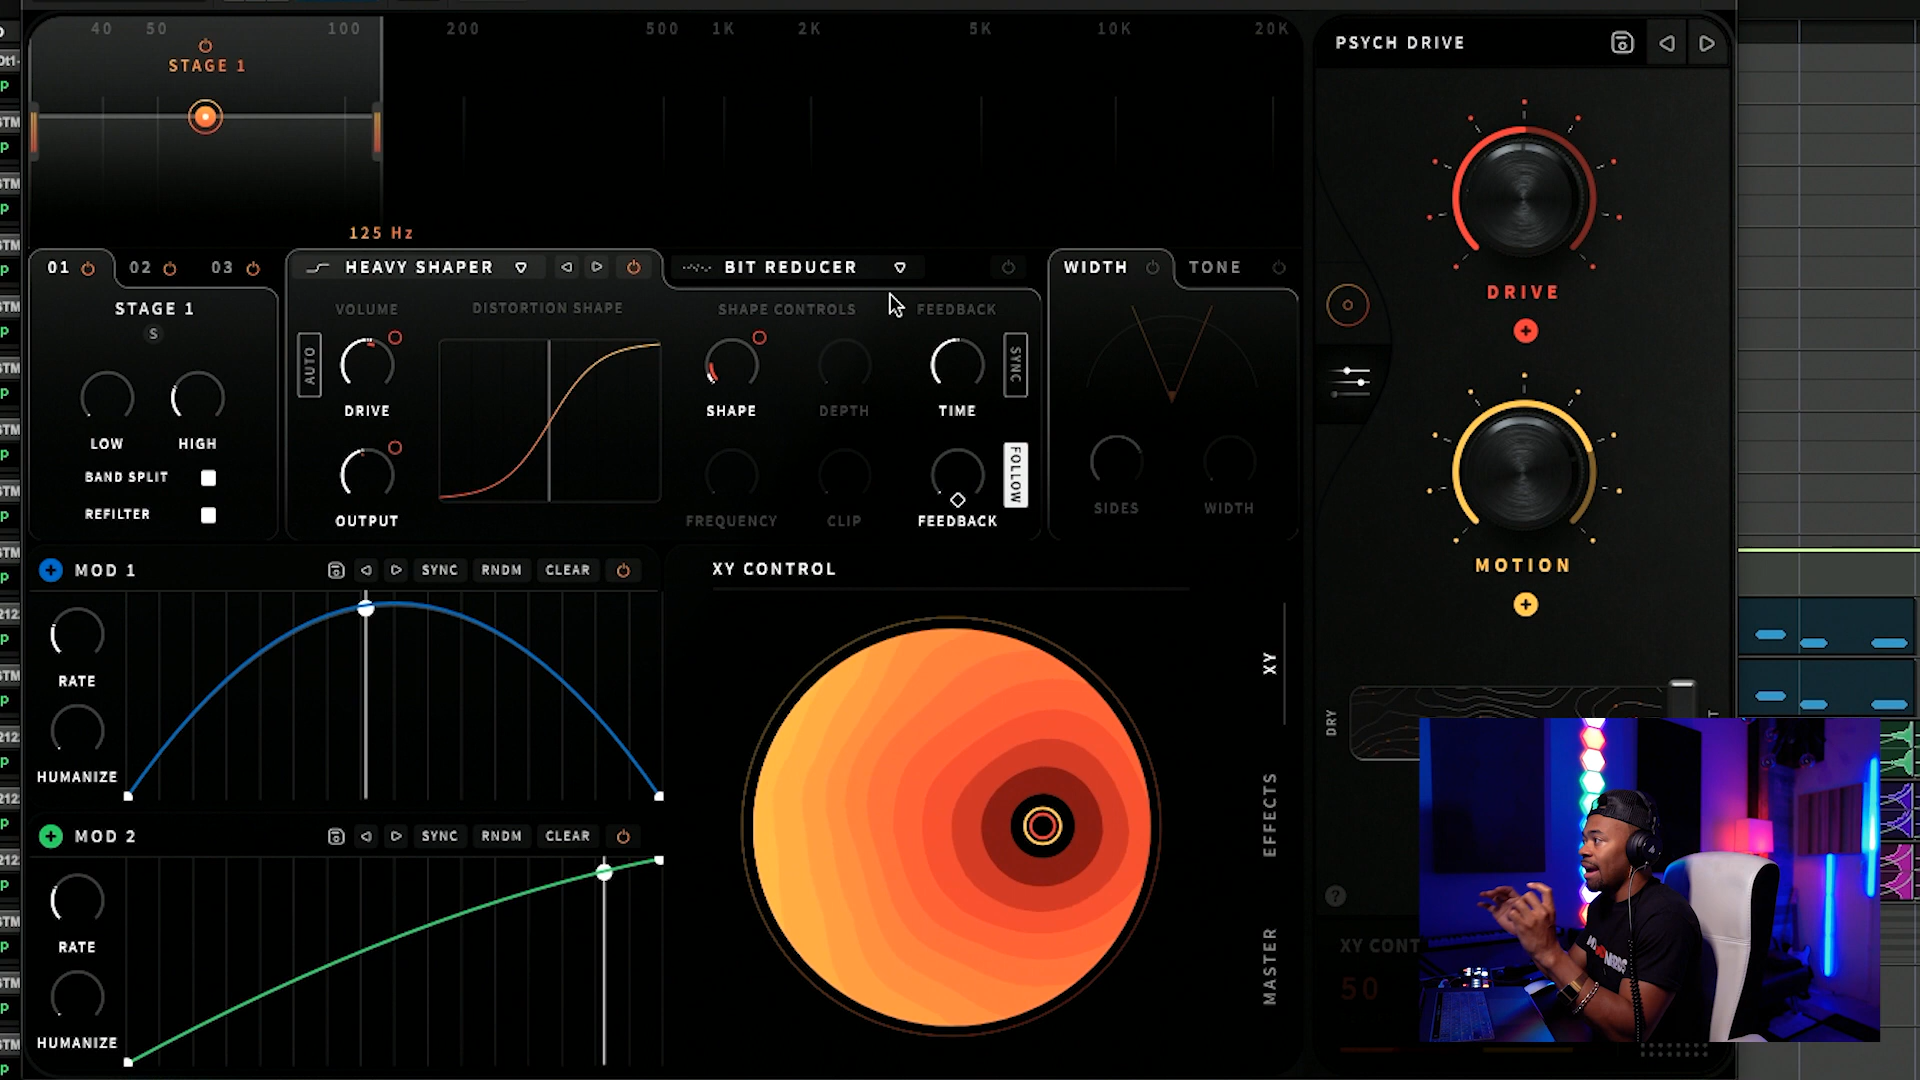 40 50 100 200 500 1K 2K 5K 10K 20K
STAGE 1
125 Hz
PSYCH DRIVE
01 02 03
HEAVY SHAPER
BIT REDUCER
WIDTH
TONE
STAGE 1
S
LOW
HIGH
BAND SPLIT
REFILTER
VOLUME
AUTO
DRIVE
OUTPUT
DISTORTION SHAPE
SHAPE CONTROLS
SHAPE
DEPTH
FREQUENCY
CLIP
FEEDBACK
SYNC
TIME
FOLLOW
FEEDBACK
SIDES
WIDTH
DRIVE
MOTION
DRY
MOD 1
SYNC
RNDM
CLEAR
RATE
HUMANIZE
MOD 2
SYNC
RNDM
CLEAR
RATE
HUMANIZE
XY CONTROL
XY
EFFECTS
MASTER
?
XY CONT
50